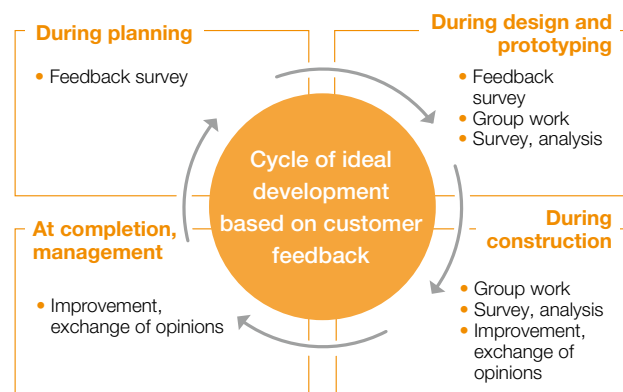 During planning
• Feedback survey
During design and
prototyping
• Feedback
survey
• Group work
• Survey, analysis
Cycle of ideal
development
based on customer
feedback
At completion,
management
• Improvement,
exchange of opinions
During
construction
• Group work
• Survey, analysis
• Improvement,
exchange of
opinions